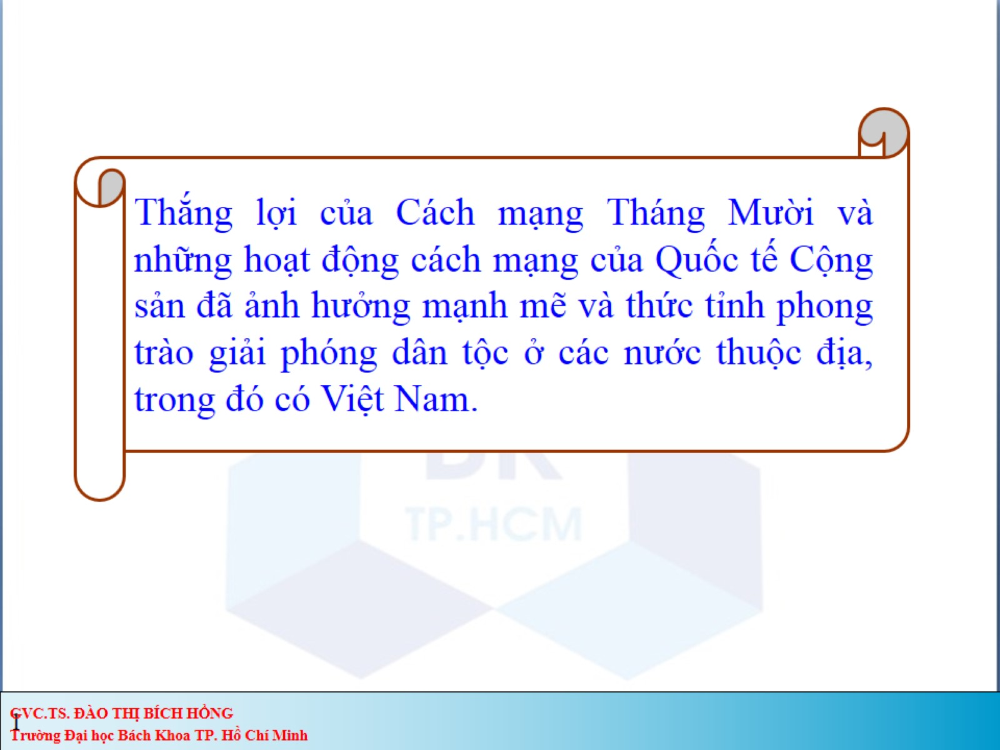 Thắng lợi của Cách mạng Tháng Mười và
những hoạt động cách mạng của Quốc tế Cộng
sản đã ảnh hưởng mạnh mẽ và thức tỉnh phong
trào giải phóng dân tộc ở các nước thuộc địa,
trong đó có Việt Nam.
BK
TP.HCM
GVC.TS. ĐÀO THỊ BÍCH HỒNG
1
Trường Đại học Bách Khoa TP. Hồ Chí Minh